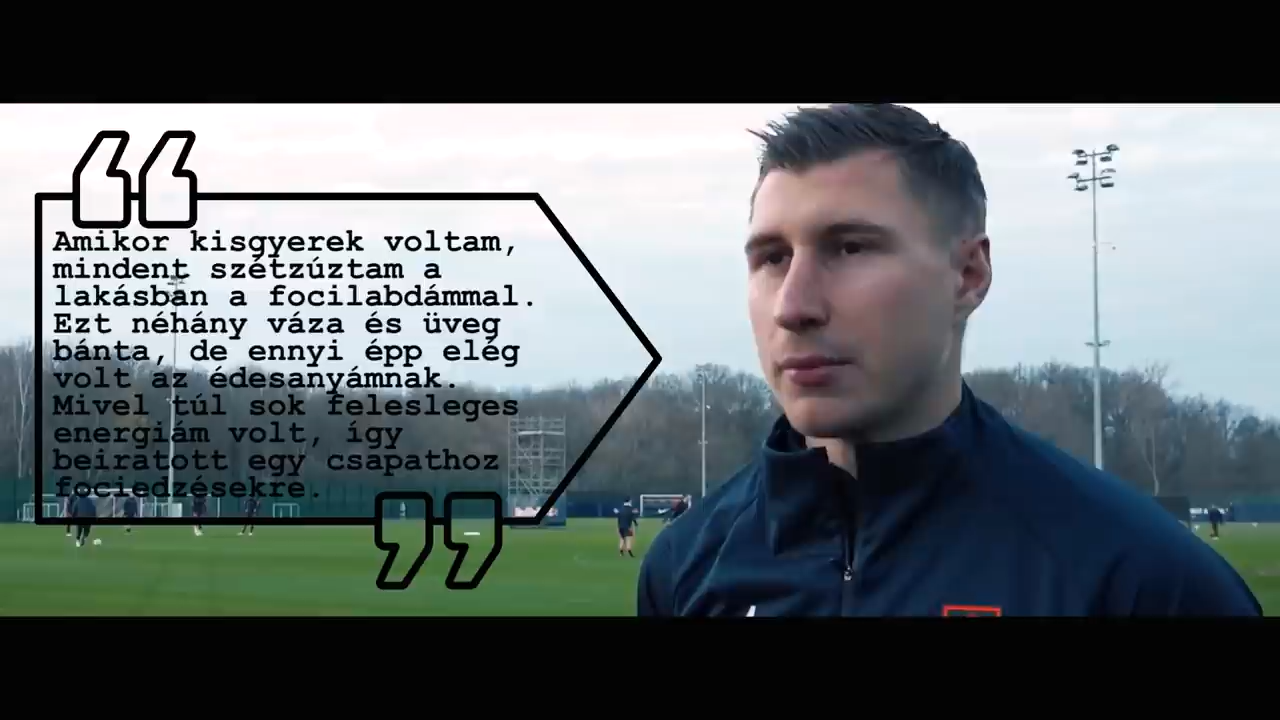 Amikor kisgyerek voltam,
mindent szétzúztam a
lakásban a focilabdámmal.
Ezt néhány váza és üveg
bánta, de ennyi épp elég
volt az édesanyámnak.
Mivel túl sok felesleges
energiám volt, így
beiratott egy csapathoz
fociedzésekre.